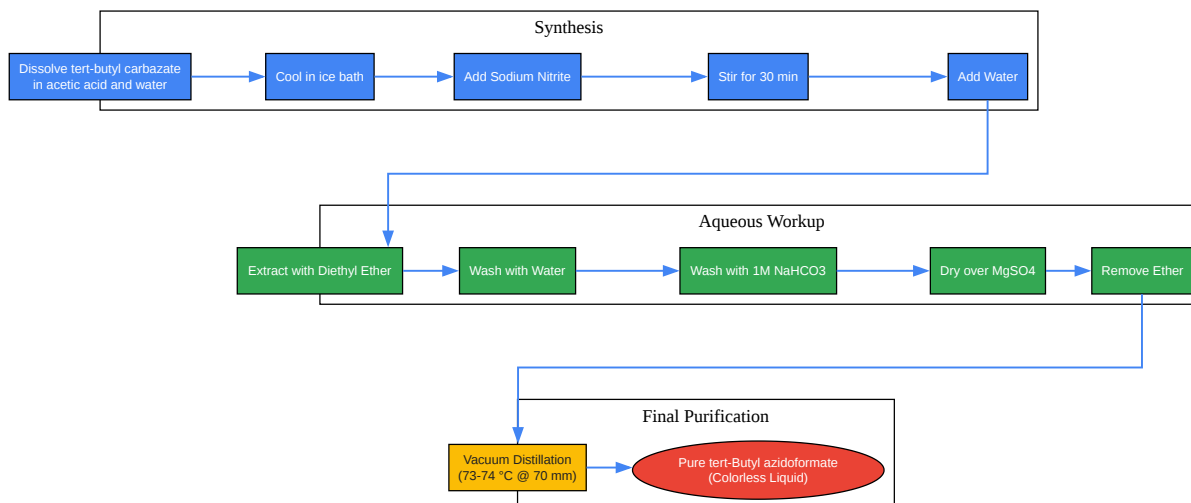 Synthesis
Dissolve tert-butyl carbazate
in acetic acid and water
Cool in ice bath
Add Sodium Nitrite
Stir for 30 min
Add Water
Aqueous Workup
Extract with Diethyl Ether
Wash with Water
Wash with 1M NaHCO3
Dry over MgSO4
Remove Ether
Final Purification
Vacuum Distillation
(73-74 °C @ 70 mm)
Pure tert-Butyl azidoformate
(Colorless Liquid)